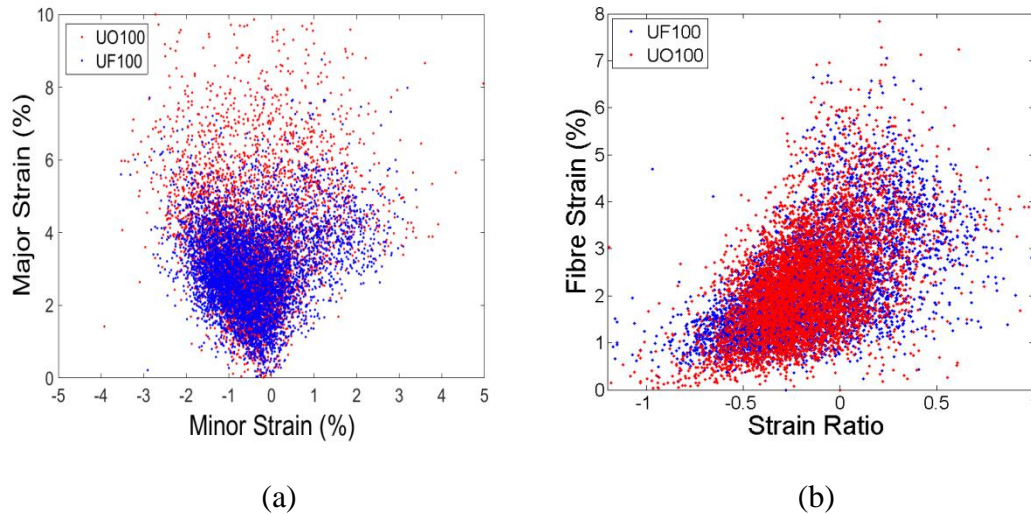 10
8
6
4
2
0
Major Strain (%)
UO100
UF100
-5 -4 -3 -2 -1 0 1 2 3 4 5
Minor Strain (%)
(a)
8
7
6
5
4
3
2
1
0
Fibre Strain (%)
UF100
UO100
-1 -0.5 0 0.5
Strain Ratio
(b)